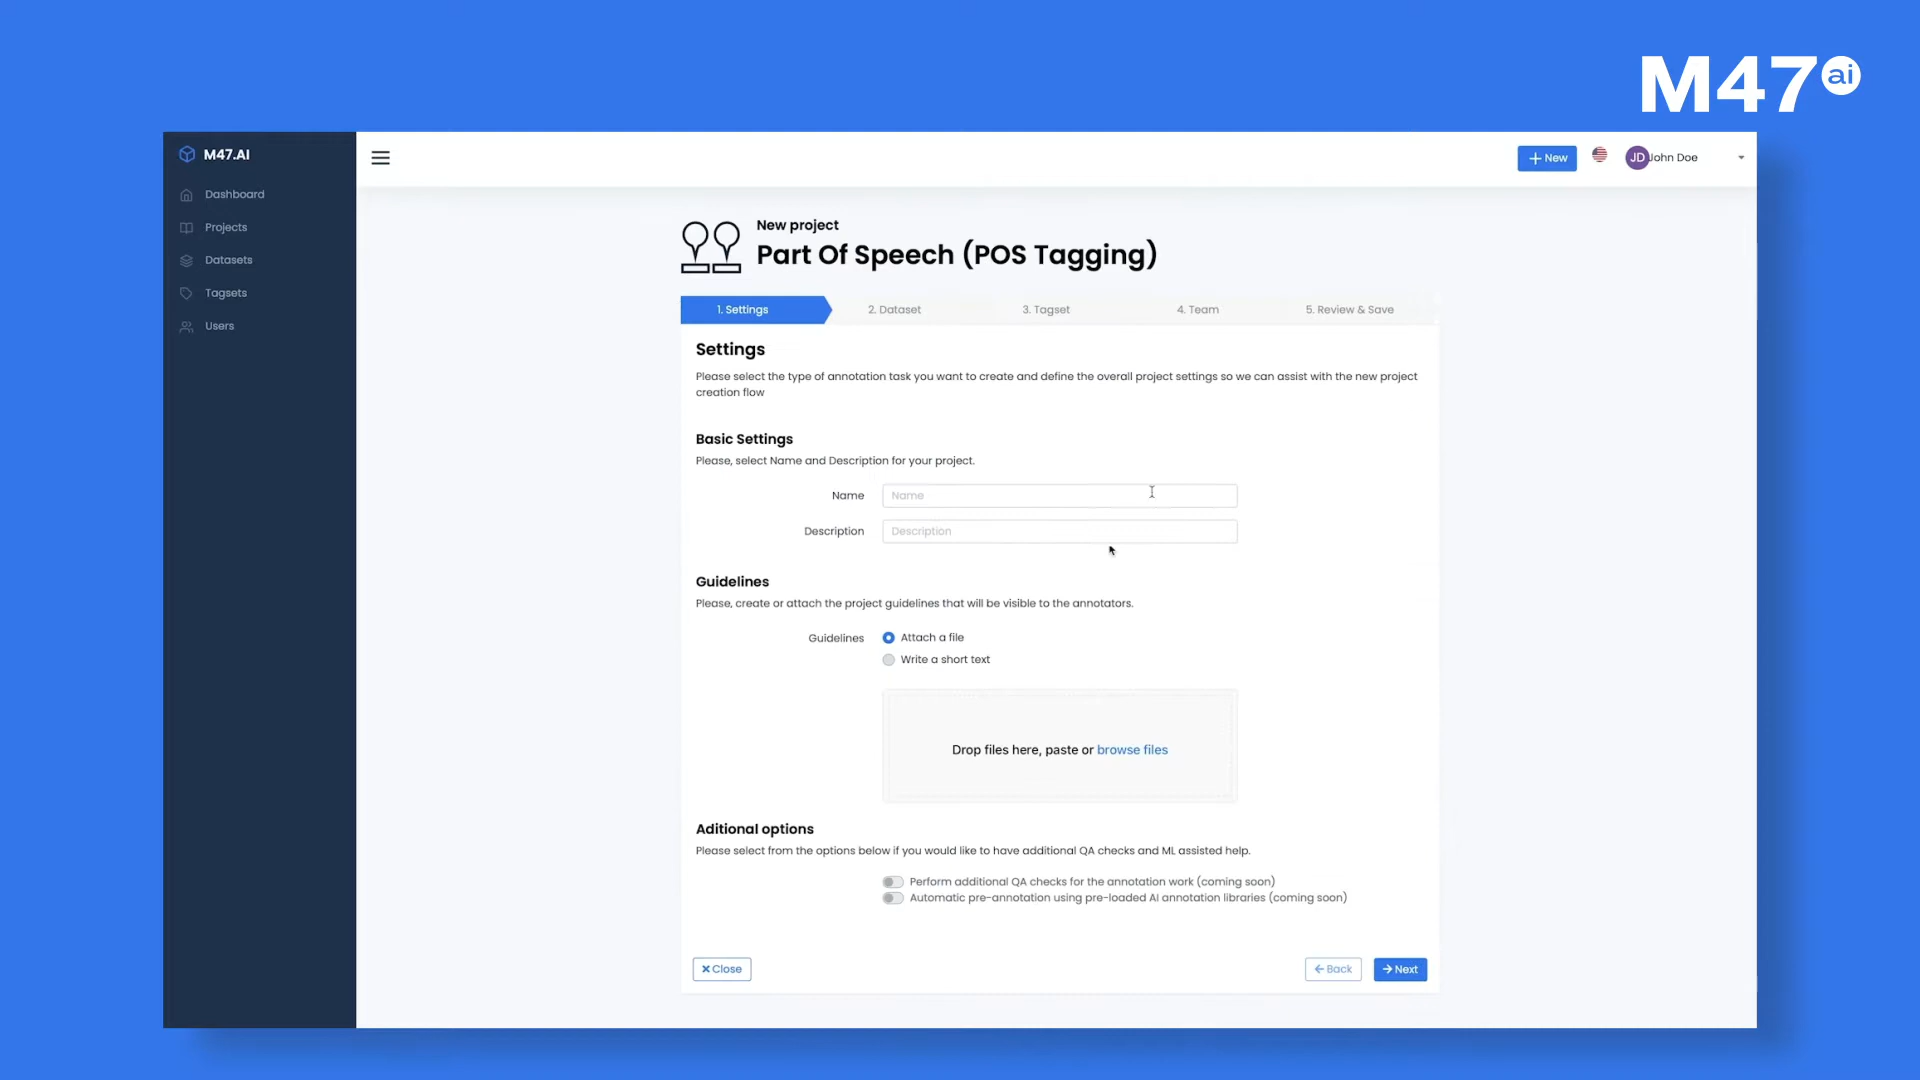 M47 ai
M47.AI
Dashboard
Projects
Datasets
Tagsets
Users
New
JD John Doe
New project
Part Of Speech (POS Tagging)
1. Settings
2. Dataset
3. Tagset
4. Team
5. Review & Save
Settings
Please select the type of annotation task you want to create and define the overall project settings so we can assist with the new project
creation flow
Basic Settings
Please, select Name and Description for your project.
Name Name
Description Description
Guidelines
Please, create or attach the project guidelines that will be visible to the annotators.
Guidelines Attach a file
Write a short text
Drop files here, paste or browse files
Aditional options
Please select from the options below if you would like to have additional QA checks and ML assisted help.
Perform additional QA checks for the annotation work (coming soon)
Automatic pre-annotation using pre-loaded AI annotation libraries (coming soon)
Close
Back
Next